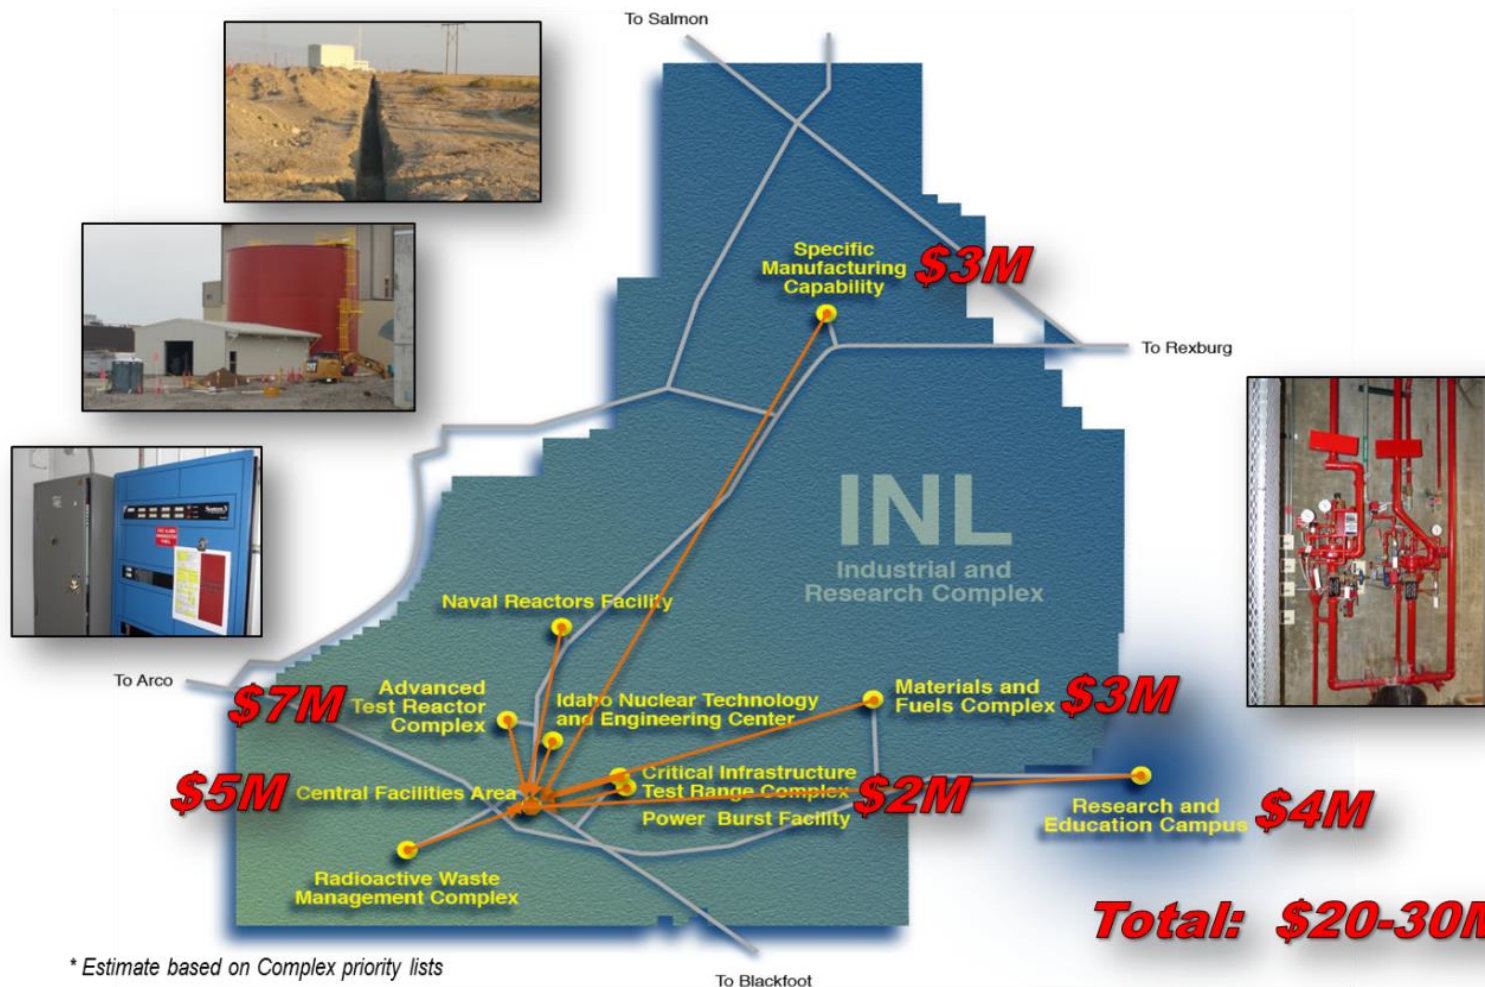 To Salmon
Specific
Manufacturing
Capability
$3M
To Rexburg
INL
Industrial and
Research Complex
Naval Reactors Facility
To Arco
$7M
Advanced
Test Reactor
Complex
Idaho Nuclear Technology
and Engineering Center
Materials and
Fuels Complex
$3M
$5M
Central Facilities Area
Critical Infrastructure
Test Range Complex
$2M
Power Burst Facility
Research and
Education Campus
$4M
Radioactive Waste
Management Complex
Total: $20-30M
* Estimate based on Complex priority lists
To Blackfoot